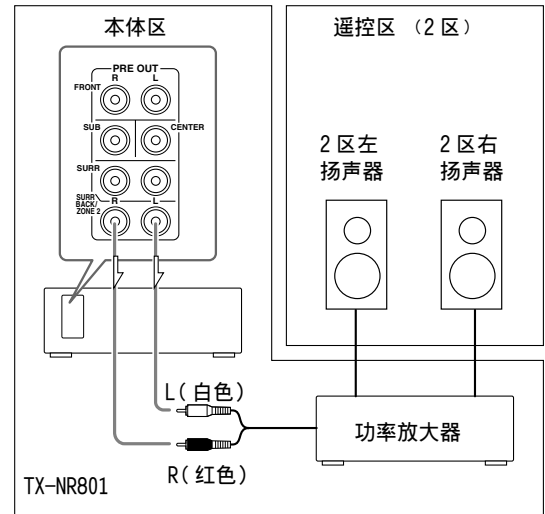 本体区
遥控区 (2区)
PRE OUT
R L
FRONT
SUB
CENTER
SURR
SURR
BACK/
ZONE 2
R L
2区左
扬声器
2区右
扬声器
L(白色)
R(红色)
功率放大器
TX-NR801